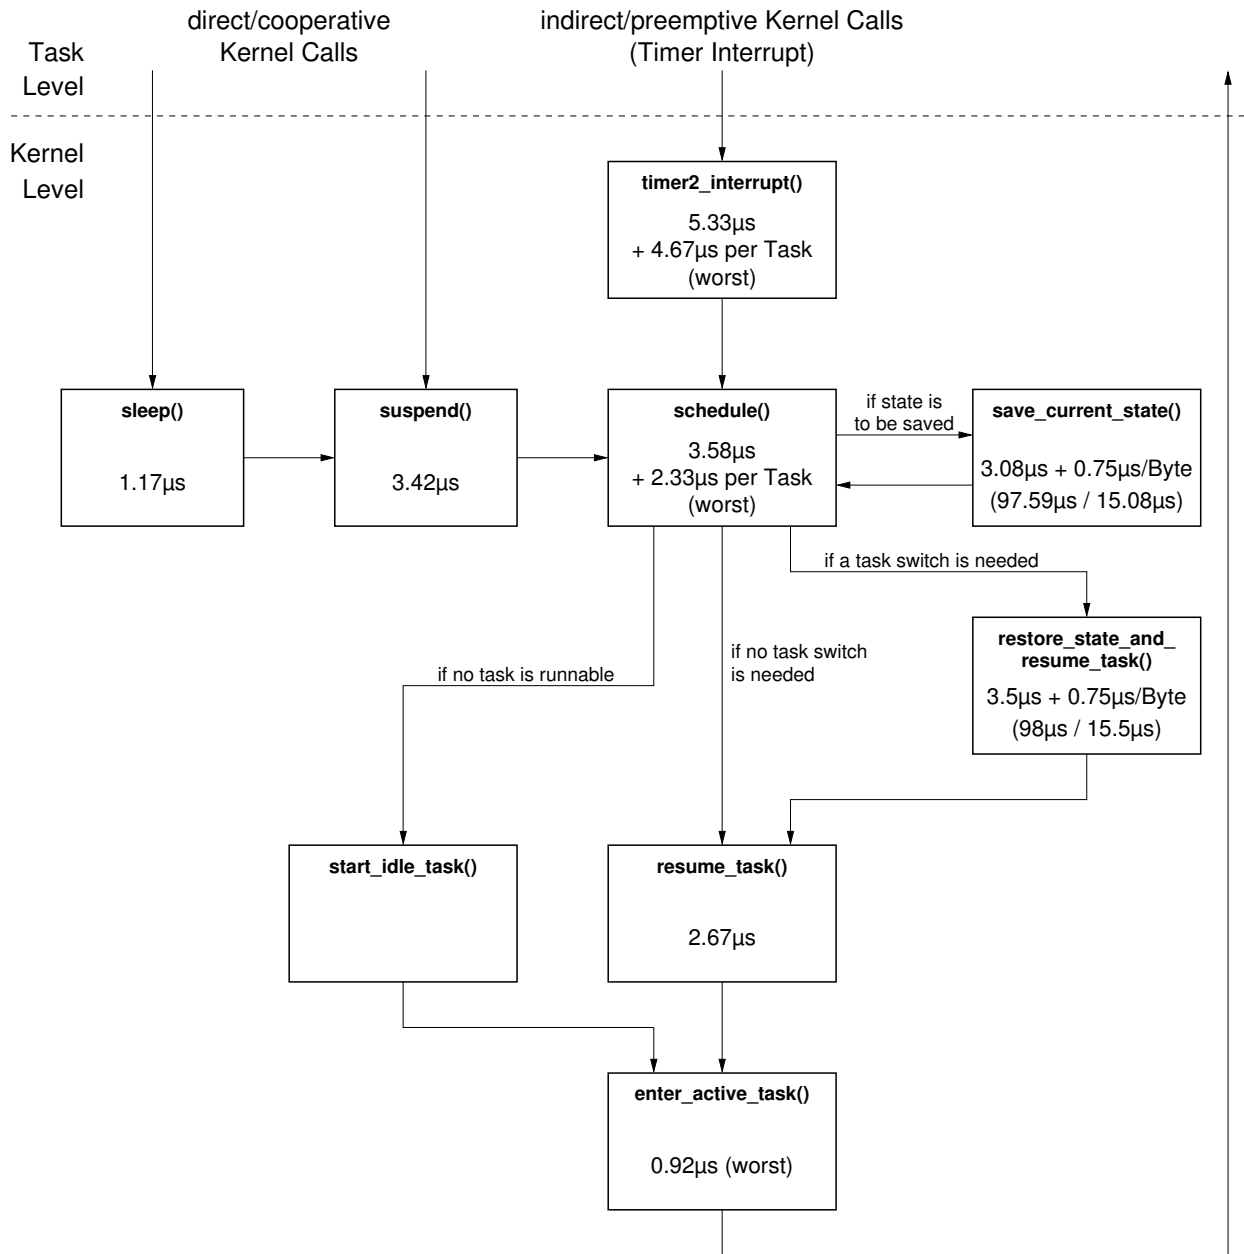 direct/cooperative
Kernel Calls
indirect/preemptive Kernel Calls
(Timer Interrupt)
Task
Level
Kernel
Level
timer2_interrupt()
5.33µs
+ 4.67µs per Task
(worst)
sleep()
1.17µs
suspend()
3.42µs
schedule()
3.58µs
+ 2.33µs per Task
(worst)
if state is
to be saved
save_current_state()
3.08µs + 0.75µs/Byte
(97.59µs / 15.08µs)
if a task switch is needed
if no task is runnable
if no task switch
is needed
restore_state_and_
resume_task()
3.5µs + 0.75µs/Byte
(98µs / 15.5µs)
start_idle_task()
resume_task()
2.67µs
enter_active_task()
0.92µs (worst)